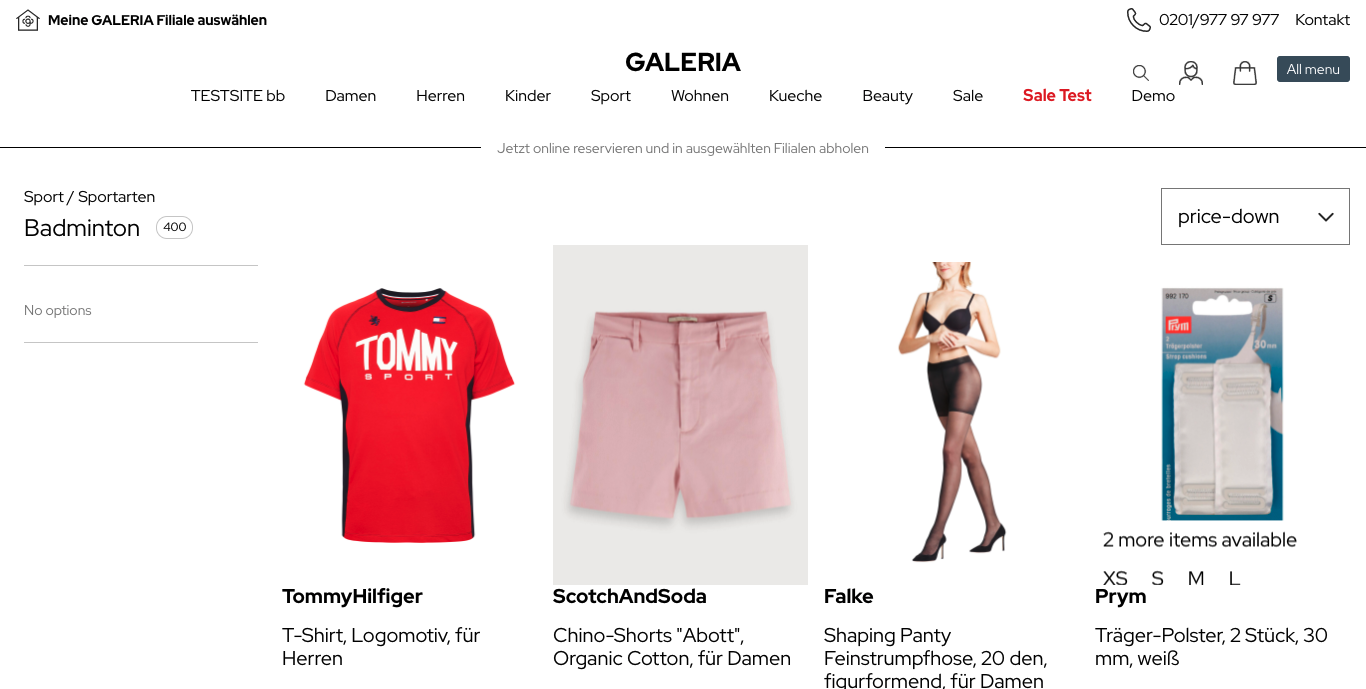 Meine GALERIA Filiale auswählen
0201/977 97 977 Kontakt
GALERIA
All menu
TESTSITE bb Damen Herren Kinder Sport Wohnen Kueche Beauty Sale Sale Test Demo
Jetzt online reservieren und in ausgewählten Filialen abholen
Sport / Sportarten
Badminton 400
price-down
No options
TOMMY
SPORT
992 170
S
Prym
2
Trägerpolster
Strap cushions
30 mm
2 more items available
XS S M L
TommyHilfiger
T-Shirt, Logomotiv, für
Herren
ScotchAndSoda
Chino-Shorts "Abott",
Organic Cotton, für Damen
Falke
Shaping Panty
Feinstrumpfhose, 20 den,
figurformend, für Damen
Prym
Träger-Polster, 2 Stück, 30
mm, weiß